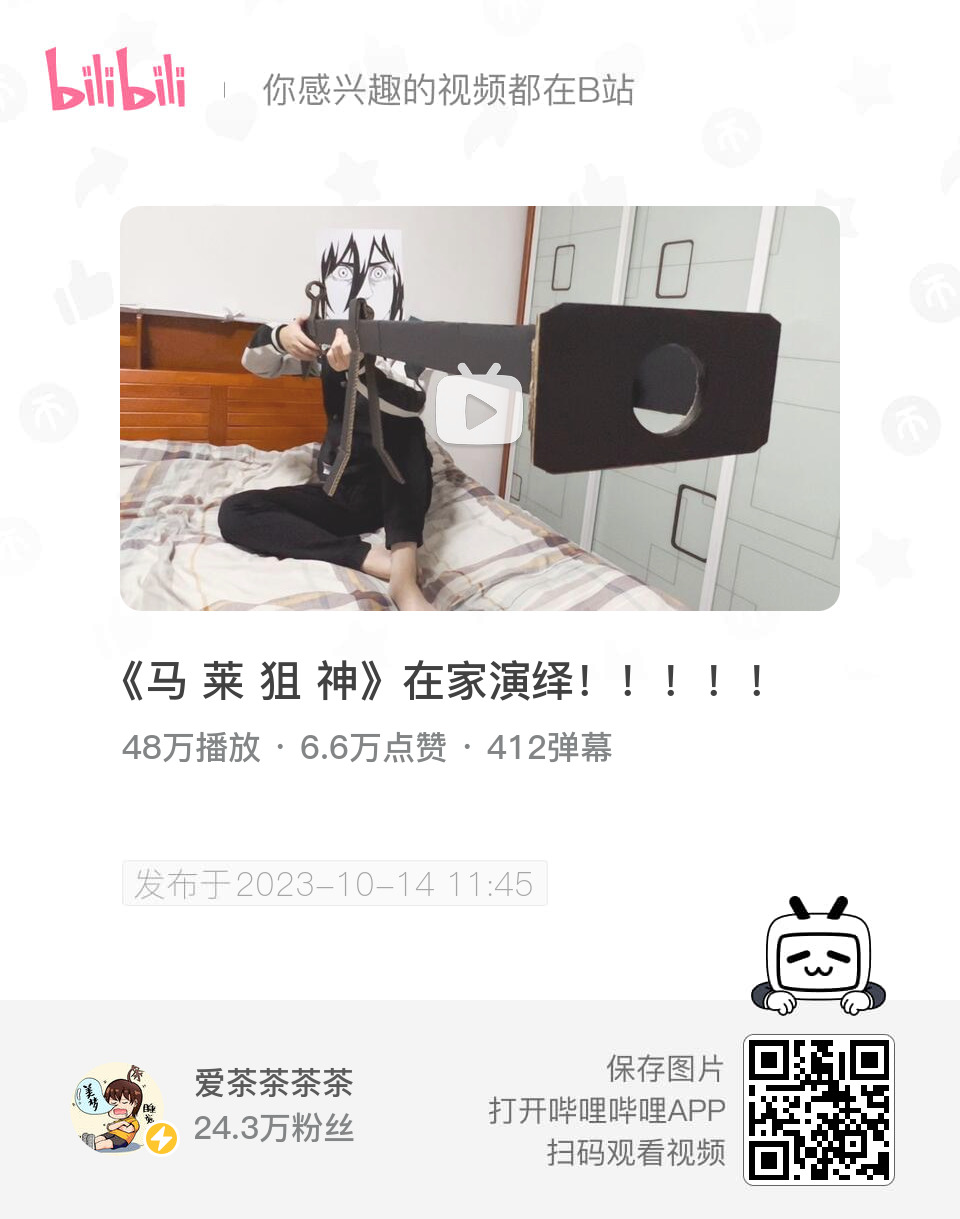 bilibili
你感兴趣的视频都在B站
《马 莱 狙 神》在家演绎！！！！！
48万播放 · 6.6万点赞 · 412弹幕
发布于2023-10-14 11:45
爱茶茶茶茶
24.3万粉丝
美梦
保存图片
打开哔哩哔哩APP
扫码观看视频